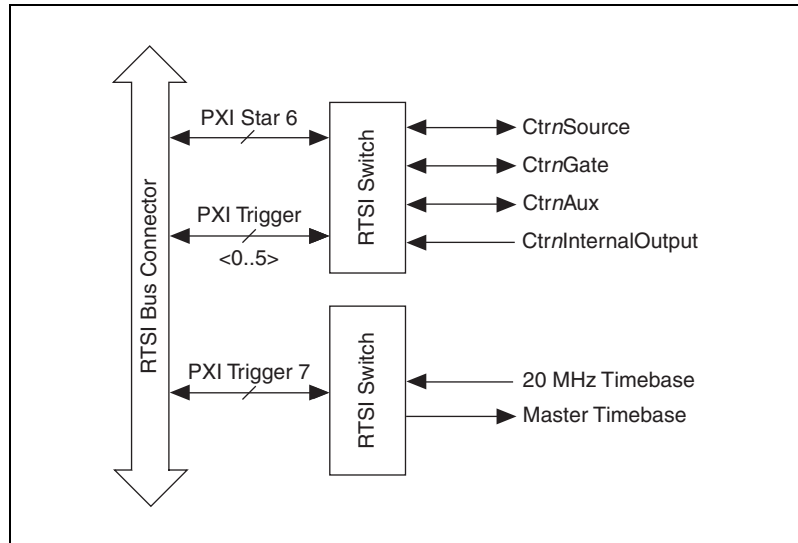 RTSI Bus Connector
PXI Star 6
PXI Trigger
<0..5>
RTSI Switch
CtrnSource
CtrnGate
CtrnAux
CtrnInternalOutput
PXI Trigger 7
RTSI Switch
20 MHz Timebase
Master Timebase